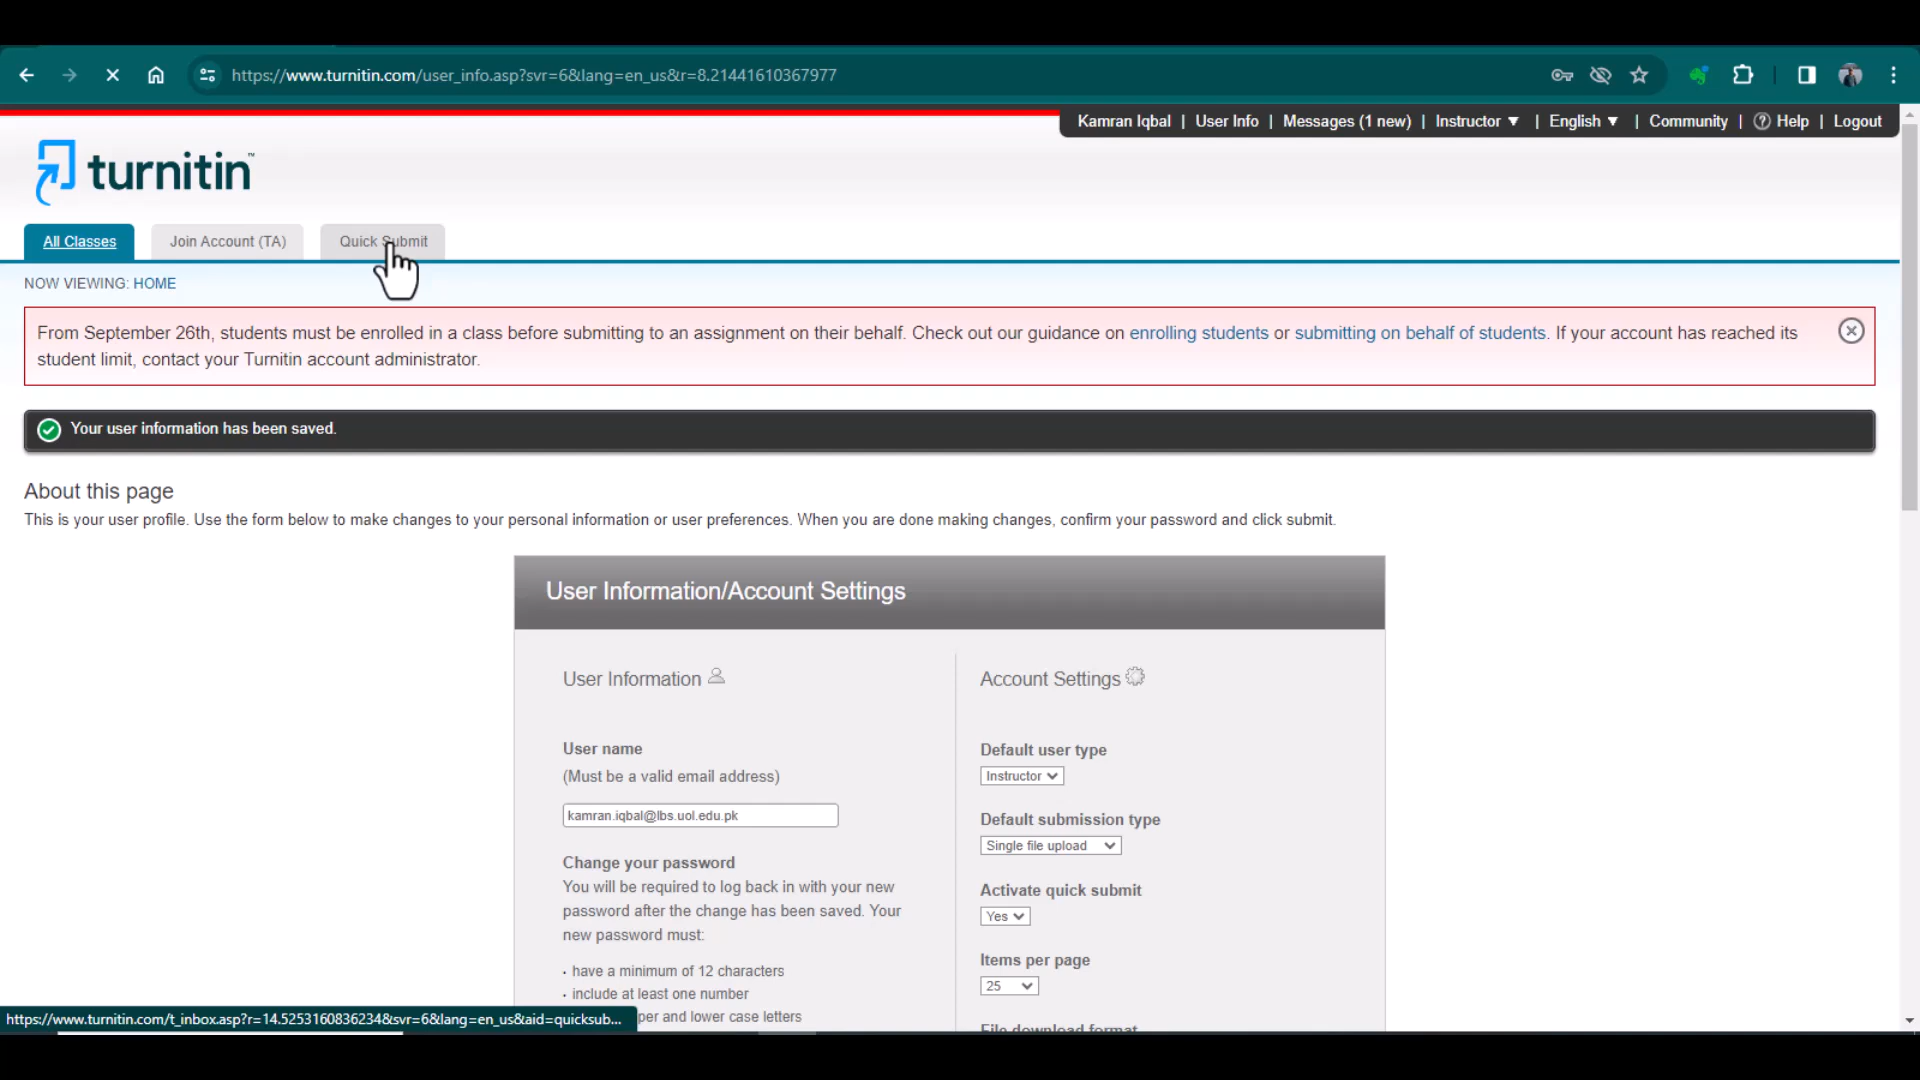 https://www.turnitin.com/user_info.asp?svr=6&lang=en_us&r=8.21441610367977
Kamran Iqbal | User Info | Messages (1 new) | Instructor ▼ | English ▼ | Community | ? Help | Logout
turnitin™
All Classes
Join Account (TA)
Quick Submit
NOW VIEWING: HOME
From September 26th, students must be enrolled in a class before submitting to an assignment on their behalf. Check out our guidance on enrolling students or submitting on behalf of students. If your account has reached its
student limit, contact your Turnitin account administrator.
Your user information has been saved.
About this page
This is your user profile. Use the form below to make changes to your personal information or user preferences. When you are done making changes, confirm your password and click submit.
User Information/Account Settings
User Information
User name
(Must be a valid email address)
kamran.iqbal@lbs.uol.edu.pk
Change your password
You will be required to log back in with your new
password after the change has been saved. Your
new password must:
· have a minimum of 12 characters
· include at least one number
per and lower case letters
Account Settings
Default user type
Instructor
Default submission type
Single file upload
Activate quick submit
Yes
Items per page
25
File download format
https://www.turnitin.com/t_inbox.asp?r=14.5253160836234&svr=6&lang=en_us&aid=quicksub...